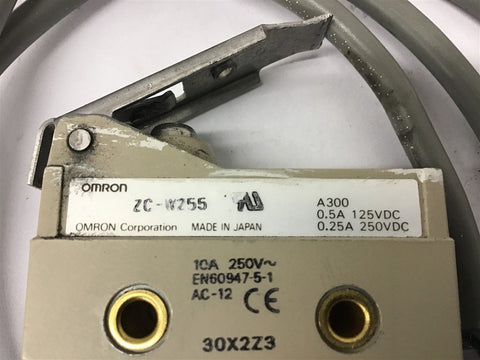 OMRON
ZC-W255
A300
0.5A 125VDC
OMRON Corporation MADE IN JAPAN 0.25A 250VDC
10A 250V~
EN60947-5-1
AC-12 CE
30X2Z3